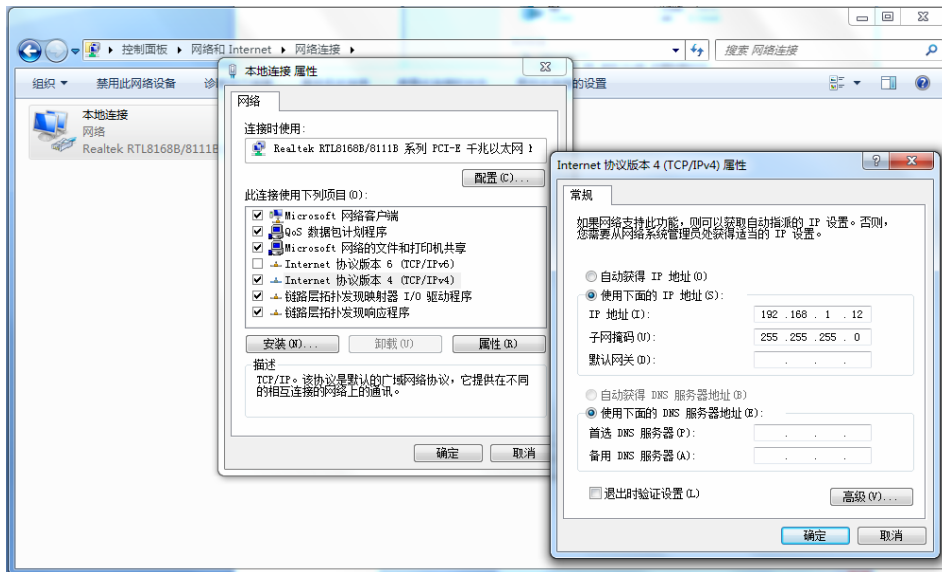 控制面板 ▸ 网络和 Internet ▸ 网络连接 ▸
搜索 网络连接
组织 ▼ 禁用此网络设备
的设置
本地连接
网络
Realtek RTL8168B/8111B
本地连接 属性
网络
连接时使用:
Realtek RTL8168B/8111B 系列 PCI-E 千兆以太网
配置(C)...
此连接使用下列项目(O):
Microsoft 网络客户端
QoS 数据包计划程序
Microsoft 网络的文件和打印机共享
Internet 协议版本 6 (TCP/IPv6)
Internet 协议版本 4 (TCP/IPv4)
链路层拓扑发现映射器 I/O 驱动程序
链路层拓扑发现响应程序
安装(N)... 卸载(U) 属性(R)
描述
TCP/IP。该协议是默认的广域网络协议，它提供在不同
的相互连接的网络上的通讯。
确定 取消
Internet 协议版本 4 (TCP/IPv4) 属性
常规
如果网络支持此功能，则可以获取自动指派的 IP 设置。否则，
您需要从网络系统管理员处获得适当的 IP 设置。
自动获得 IP 地址(O)
使用下面的 IP 地址(S):
IP 地址(I): 192 .168 . 1 . 12
子网掩码(U): 255 .255 .255 . 0
默认网关(D): . . .
自动获得 DNS 服务器地址(B)
使用下面的 DNS 服务器地址(E):
首选 DNS 服务器(P): . . .
备用 DNS 服务器(A): . . .
退出时验证设置(L)
高级(V)...
确定 取消